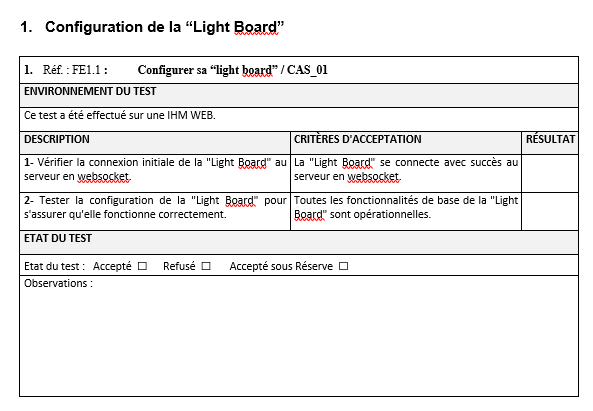 1. Configuration de la “Light Board”
1. Réf. : FE1.1 : Configurer sa “light board” / CAS_01
ENVIRONNEMENT DU TEST
Ce test a été effectué sur une IHM WEB.
DESCRIPTION CRITÈRES D'ACCEPTATION RÉSULTAT
1- Vérifier la connexion initiale de la "Light Board" au
serveur en websocket.
La "Light Board" se connecte avec succès au
serveur en websocket.
2- Tester la configuration de la "Light Board" pour
s'assurer qu'elle fonctionne correctement.
Toutes les fonctionnalités de base de la "Light
Board" sont opérationnelles.
ETAT DU TEST
Etat du test : Accepté ☐ Refusé ☐ Accepté sous Réserve ☐
Observations :